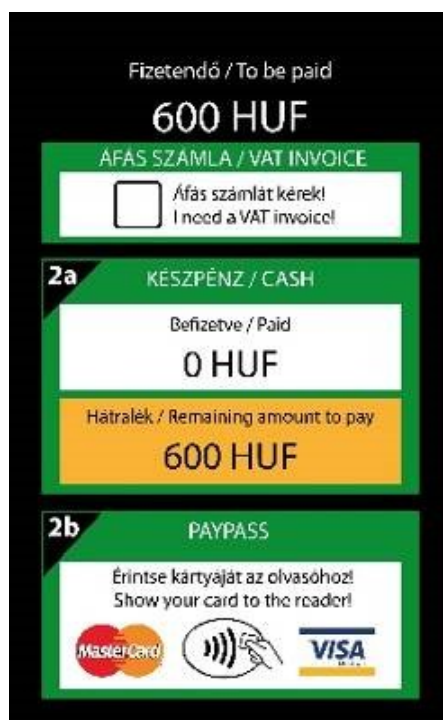 Fizetendő / To be paid
600 HUF
ÁFÁS SZÁMLA / VAT INVOICE
Áfás számlát kérek!
I need a VAT invoice!
2a
KÉSZPÉNZ / CASH
Befizetve / Paid
0 HUF
Hátralék / Remaining amount to pay
600 HUF
2b
PAYPASS
Érintse kártyáját az olvasóhoz!
Show your card to the reader!
MasterCard
VISA